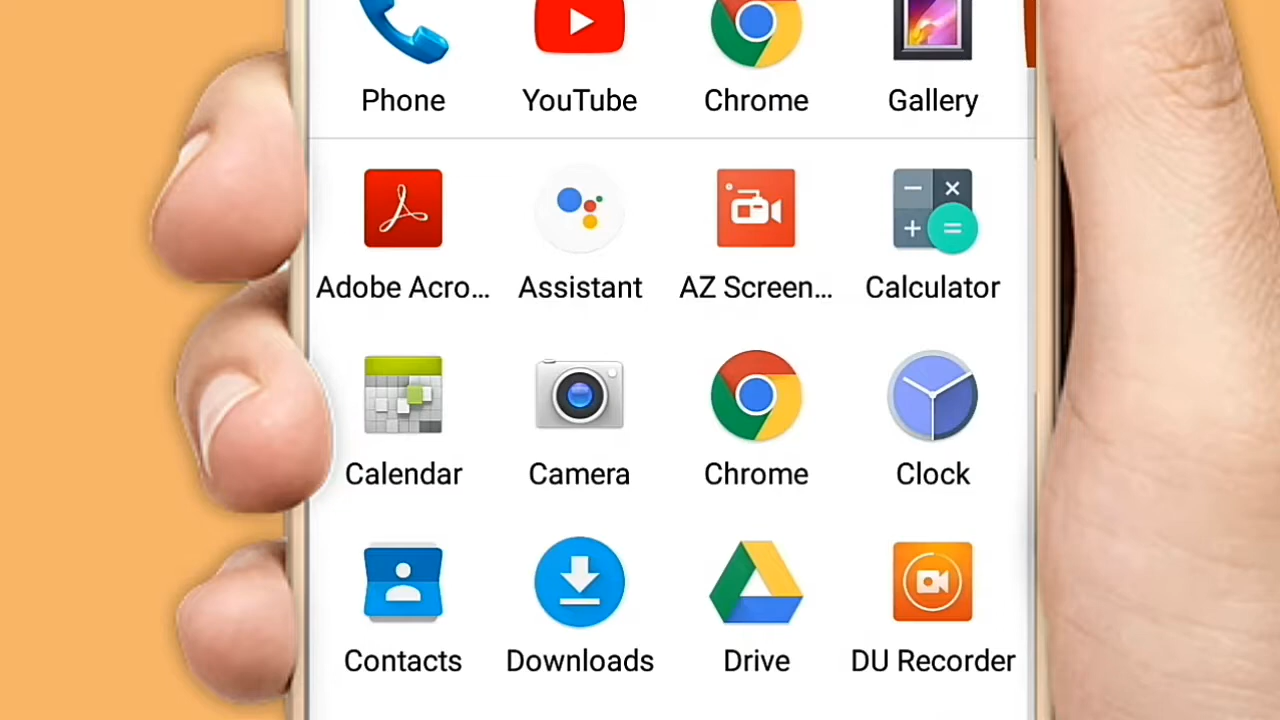 Phone YouTube Chrome Gallery
Adobe Acro... Assistant AZ Screen... Calculator
Calendar Camera Chrome Clock
Contacts Downloads Drive DU Recorder